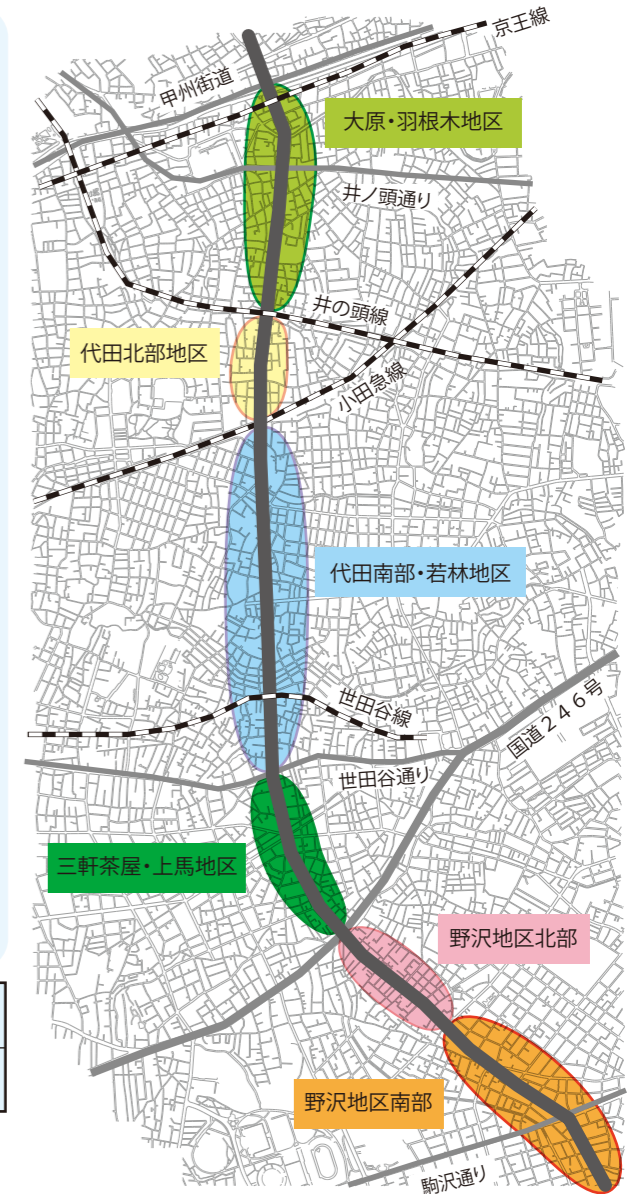 京王線
甲州街道
大原・羽根木地区
井ノ頭通り
井の頭線
代田北部地区
小田急線
代田南部・若林地区
世田谷線
国道246号
世田谷通り
三軒茶屋・上馬地区
野沢地区北部
野沢地区南部
駒沢通り